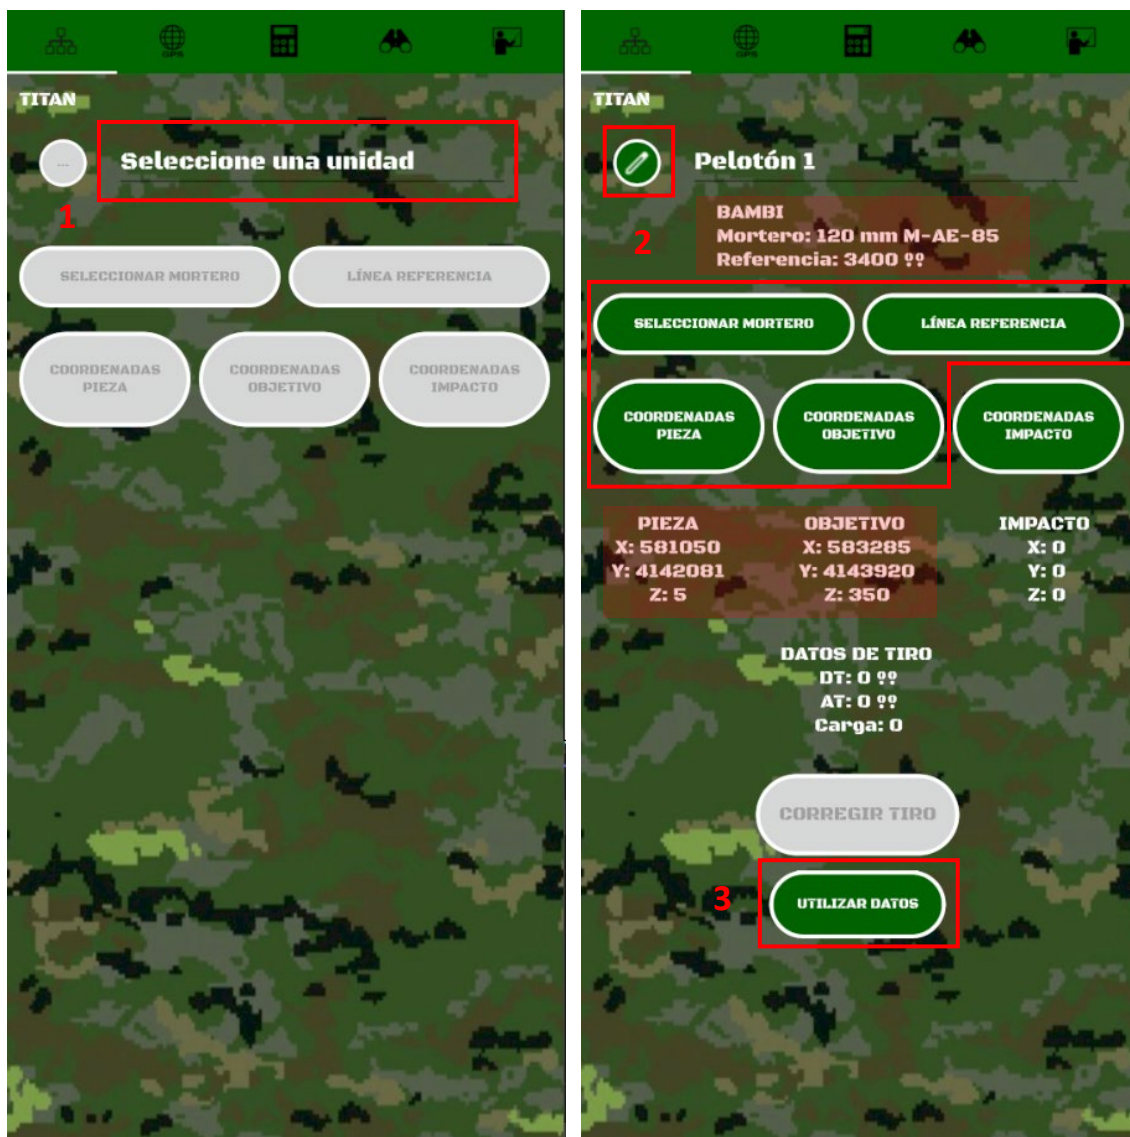 GPS
TITAN
...
Seleccione una unidad
1
SELECCIONAR MORTERO
LÍNEA REFERENCIA
COORDENADAS
PIEZA
COORDENADAS
OBJETIVO
COORDENADAS
IMPACTO
GPS
TITAN
Pelotón 1
2
BAMBI
Mortero: 120 mm M-AE-85
Referencia: 3400 ⯰⯰
SELECCIONAR MORTERO
LÍNEA REFERENCIA
COORDENADAS
PIEZA
COORDENADAS
OBJETIVO
COORDENADAS
IMPACTO
PIEZA
X: 581050
Y: 4142081
Z: 5
OBJETIVO
X: 583285
Y: 4143920
Z: 350
IMPACTO
X: 0
Y: 0
Z: 0
DATOS DE TIRO
DT: 0 ⯰⯰
AT: 0 ⯰⯰
Carga: 0
CORREGIR TIRO
3
UTILIZAR DATOS